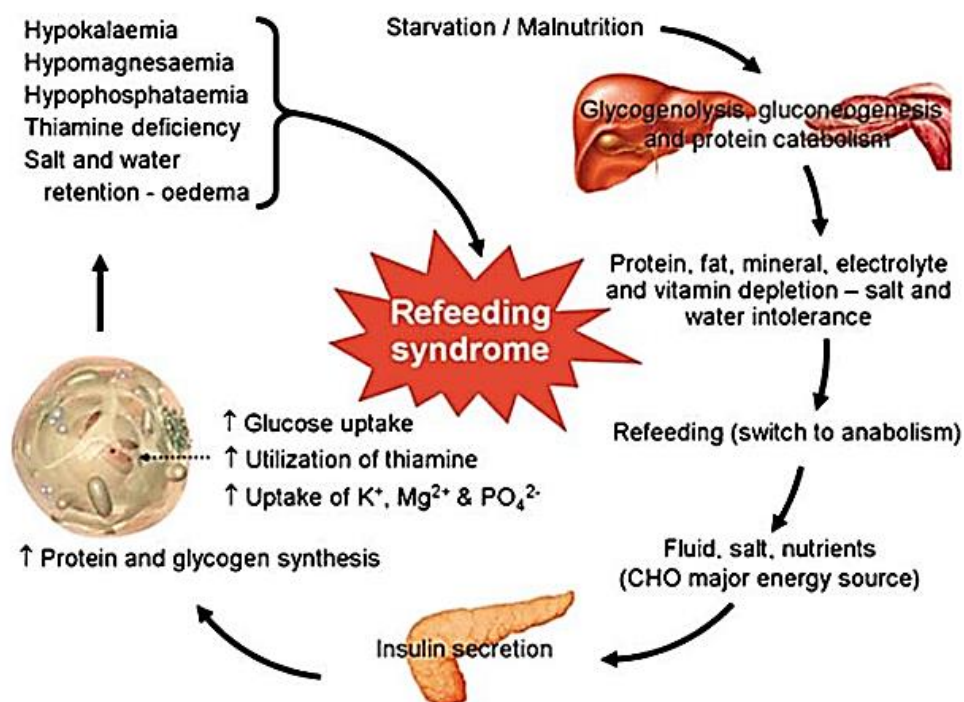 Hypokalaemia
Hypomagnesaemia
Hypophosphataemia
Thiamine deficiency
Salt and water
retention - oedema
Starvation / Malnutrition
Glycogenolysis, gluconeogenesis
and protein catabolism
Protein, fat, mineral, electrolyte
and vitamin depletion – salt and
water intolerance
Refeeding (switch to anabolism)
Fluid, salt, nutrients
(CHO major energy source)
Insulin secretion
↑ Glucose uptake
↑ Utilization of thiamine
↑ Uptake of K⁺, Mg²⁺ & PO₄²⁻
↑ Protein and glycogen synthesis
Refeeding
syndrome